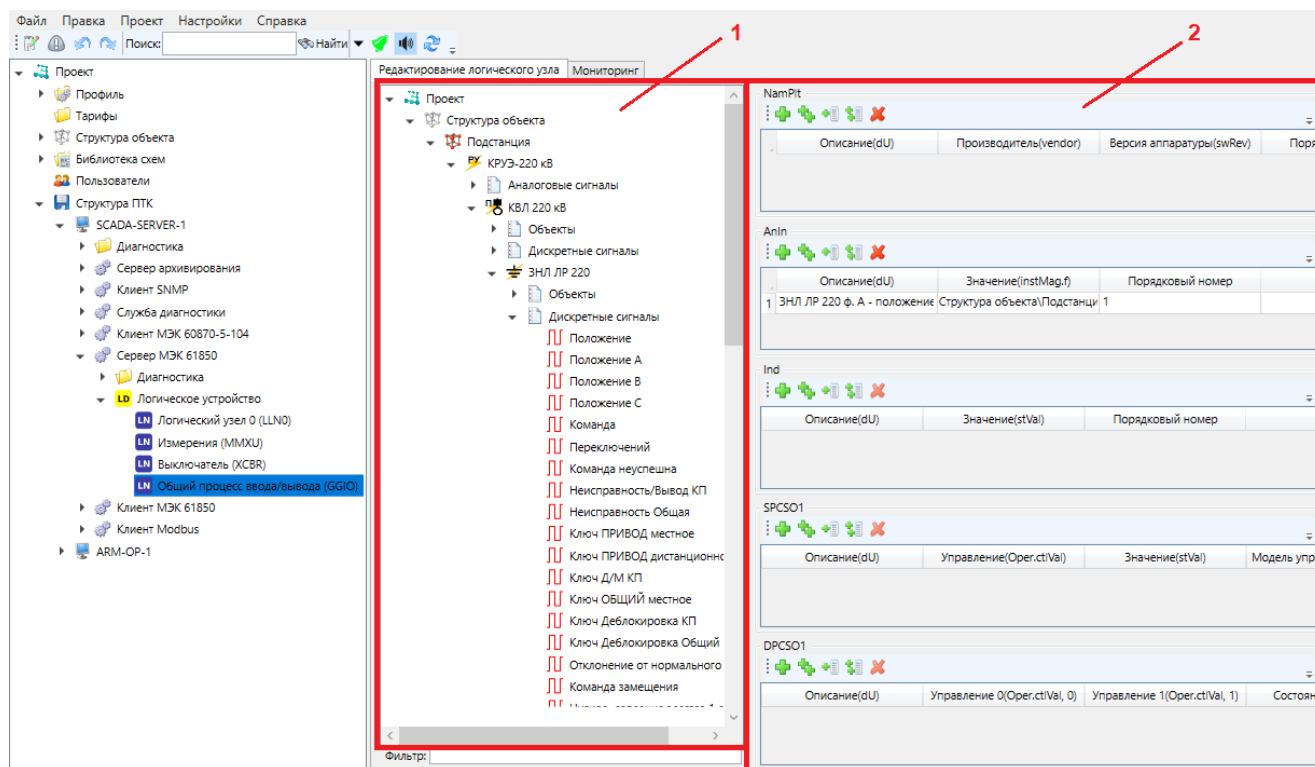 Файл Правка Проект Настройки Справка
Поиск: Найти
1
2
Проект
Профиль
Тарифы
Структура объекта
Библиотека схем
Пользователи
Структура ПТК
SCADA-SERVER-1
Диагностика
Сервер архивирования
Клиент SNMP
Служба диагностики
Клиент МЭК 60870-5-104
Сервер МЭК 61850
Диагностика
LD Логическое устройство
LN Логический узел 0 (LLN0)
LN Измерения (MMXU)
LN Выключатель (XCBR)
LN Общий процесс ввода/вывода (GGIO)
Клиент МЭК 61850
Клиент Modbus
ARM-OP-1
Редактирование логического узла Мониторинг
Проект
Структура объекта
Подстанция
РУ КРУЭ-220 кВ
Аналоговые сигналы
КВЛ 220 кВ
Объекты
Дискретные сигналы
ЗНЛ ЛР 220
Объекты
Дискретные сигналы
Положение
Положение А
Положение В
Положение С
Команда
Переключений
Команда неуспешна
Неисправность/Вывод КП
Неисправность Общая
Ключ ПРИВОД местное
Ключ ПРИВОД дистанционнс
Ключ Д/М КП
Ключ ОБЩИЙ местное
Ключ Деблокировка КП
Ключ Деблокировка Общий
Отклонение от нормального
Команда замещения
Фильтр:
NamPlt
Описание(dU) Производитель(vendor) Версия аппаратуры(swRev) Поря
AnIn
Описание(dU) Значение(instMag.f) Порядковый номер
1 ЗНЛ ЛР 220 ф. А - положение Структура объекта\Подстанци 1
Ind
Описание(dU) Значение(stVal) Порядковый номер
SPCSO1
Описание(dU) Управление(Oper.ctlVal) Значение(stVal) Модель упр
DPCSO1
Описание(dU) Управление 0(Oper.ctlVal, 0) Управление 1(Oper.ctlVal, 1) Состоян